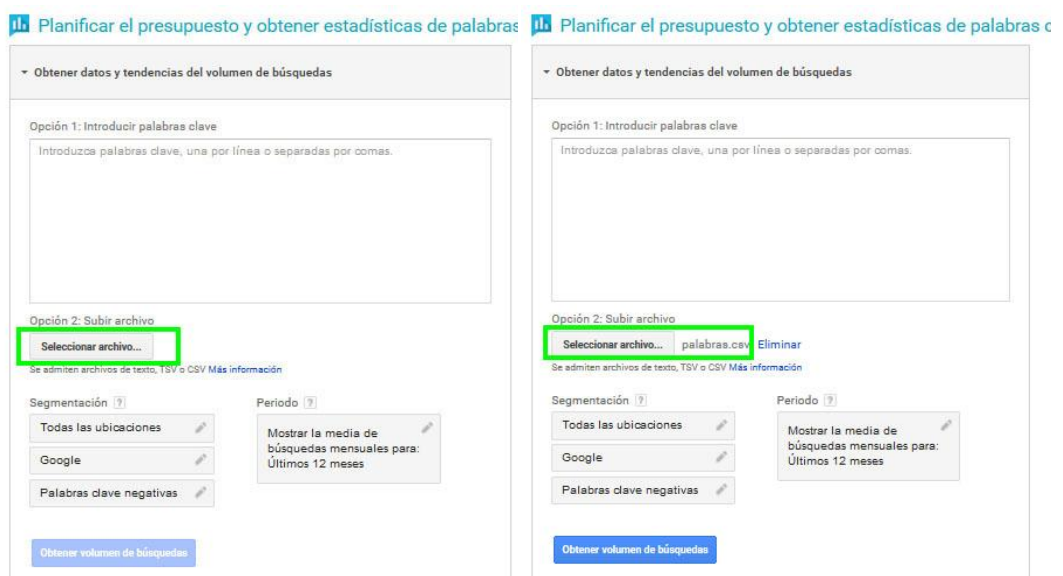 Planificar el presupuesto y obtener estadísticas de palabras
Obtener datos y tendencias del volumen de búsquedas
Opción 1: Introducir palabras clave
Introduzca palabras clave, una por línea o separadas por comas.
Opción 2: Subir archivo
Seleccionar archivo...
Se admiten archivos de texto, TSV o CSV Más información
Segmentación ?
Todas las ubicaciones
Google
Palabras clave negativas
Periodo ?
Mostrar la media de
búsquedas mensuales para:
Últimos 12 meses
Obtener volumen de búsquedas
Planificar el presupuesto y obtener estadísticas de palabras c
Obtener datos y tendencias del volumen de búsquedas
Opción 1: Introducir palabras clave
Introduzca palabras clave, una por línea o separadas por comas.
Opción 2: Subir archivo
Seleccionar archivo... palabras.csv Eliminar
Se admiten archivos de texto, TSV o CSV Más información
Segmentación ?
Todas las ubicaciones
Google
Palabras clave negativas
Periodo ?
Mostrar la media de
búsquedas mensuales para:
Últimos 12 meses
Obtener volumen de búsquedas